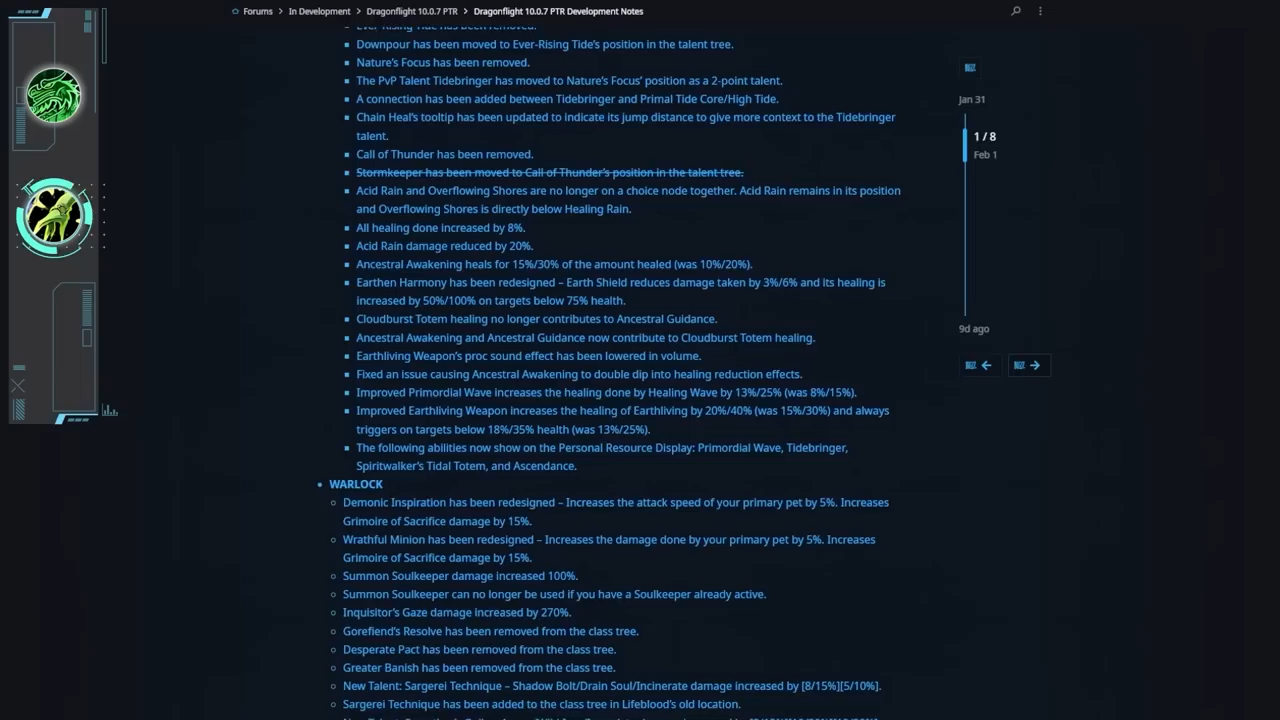 Forums > In Development > Dragonflight 10.0.7 PTR > Dragonflight 10.0.7 PTR Development Notes
Ever-Rising Tide has been removed.
Downpour has been moved to Ever-Rising Tide's position in the talent tree.
Nature's Focus has been removed.
The PvP Talent Tidebringer has moved to Nature's Focus' position as a 2-point talent.
A connection has been added between Tidebringer and Primal Tide Core/High Tide.
Chain Heal's tooltip has been updated to indicate its jump distance to give more context to the Tidebringer
talent.
Call of Thunder has been removed.
Stormkeeper has been moved to Call of Thunder's position in the talent tree.
Acid Rain and Overflowing Shores are no longer on a choice node together. Acid Rain remains in its position
and Overflowing Shores is directly below Healing Rain.
All healing done increased by 8%.
Acid Rain damage reduced by 20%.
Ancestral Awakening heals for 15%/30% of the amount healed (was 10%/20%).
Earthen Harmony has been redesigned – Earth Shield reduces damage taken by 3%/6% and its healing is
increased by 50%/100% on targets below 75% health.
Cloudburst Totem healing no longer contributes to Ancestral Guidance.
Ancestral Awakening and Ancestral Guidance now contribute to Cloudburst Totem healing.
Earthliving Weapon's proc sound effect has been lowered in volume.
Fixed an issue causing Ancestral Awakening to double dip into healing reduction effects.
Improved Primordial Wave increases the healing done by Healing Wave by 13%/25% (was 8%/15%).
Improved Earthliving Weapon increases the healing of Earthliving by 20%/40% (was 15%/30%) and always
triggers on targets below 18%/35% health (was 13%/25%).
The following abilities now show on the Personal Resource Display: Primordial Wave, Tidebringer,
Spiritwalker's Tidal Totem, and Ascendance.
WARLOCK
Demonic Inspiration has been redesigned – Increases the attack speed of your primary pet by 5%. Increases
Grimoire of Sacrifice damage by 15%.
Wrathful Minion has been redesigned – Increases the damage done by your primary pet by 5%. Increases
Grimoire of Sacrifice damage by 15%.
Summon Soulkeeper damage increased 100%.
Summon Soulkeeper can no longer be used if you have a Soulkeeper already active.
Inquisitor's Gaze damage increased by 270%.
Gorefiend's Resolve has been removed from the class tree.
Desperate Pact has been removed from the class tree.
Greater Banish has been removed from the class tree.
New Talent: Sargerei Technique – Shadow Bolt/Drain Soul/Incinerate damage increased by [8/15%][5/10%].
Sargerei Technique has been added to the class tree in Lifeblood's old location.
Jan 31
1 / 8
Feb 1
9d ago